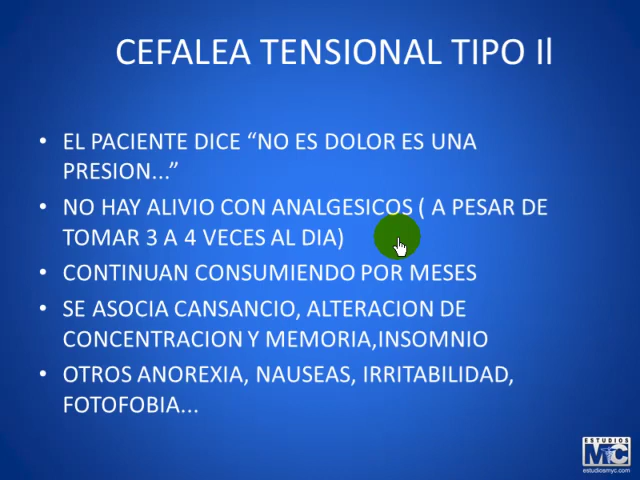 CEFALEA TENSIONAL TIPO Il
• EL PACIENTE DICE “NO ES DOLOR ES UNA
PRESION...”
• NO HAY ALIVIO CON ANALGESICOS ( A PESAR DE
TOMAR 3 A 4 VECES AL DIA)
• CONTINUAN CONSUMIENDO POR MESES
• SE ASOCIA CANSANCIO, ALTERACION DE
CONCENTRACION Y MEMORIA,INSOMNIO
• OTROS ANOREXIA, NAUSEAS, IRRITABILIDAD,
FOTOFOBIA...
ESTUDIOS
MyC
estudiosmyc.com